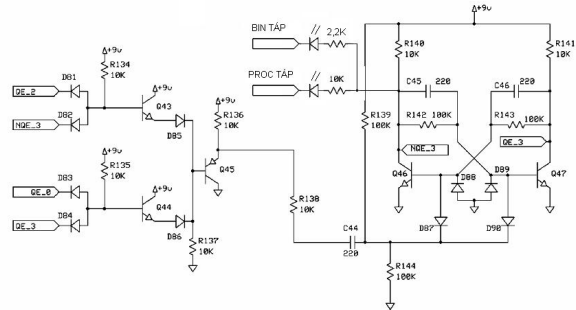 +9v
BIN TÁP
//
2,2K
PROC TÁP
//
10K
+9v
R134
10K
D81
QE_2
D82
NQE_3
+9v
Q43
D85
+9v
R136
10K
Q45
+9v
R135
10K
D83
QE_0
D84
QE_3
+9v
Q44
D86
R137
10K
R138
10K
C44
220
R139
100K
R144
100K
R140
10K
R141
10K
C45
220
C46
220
R142
100K
R143
100K
NQE_3
QE_3
Q46
D88
D89
Q47
D87
D90